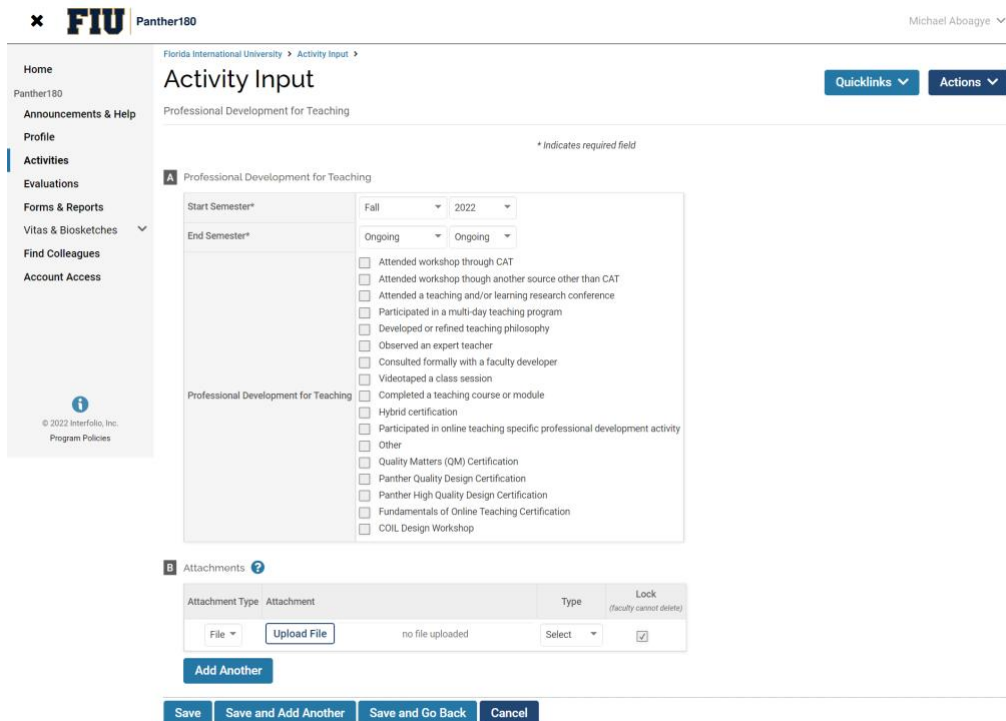 FIU Panther180
Michael Aboagye
Home
Panther180
Announcements & Help
Profile
Activities
Evaluations
Forms & Reports
Vitas & Biosketches
Find Colleagues
Account Access
© 2022 Interfolio, Inc.
Program Policies
Florida International University > Activity Input >
Activity Input
Quicklinks
Actions
Professional Development for Teaching
* Indicates required field
A Professional Development for Teaching
Start Semester* Fall 2022
End Semester* Ongoing Ongoing
Professional Development for Teaching
Attended workshop through CAT
Attended workshop though another source other than CAT
Attended a teaching and/or learning research conference
Participated in a multi-day teaching program
Developed or refined teaching philosophy
Observed an expert teacher
Consulted formally with a faculty developer
Videotaped a class session
Completed a teaching course or module
Hybrid certification
Participated in online teaching specific professional development activity
Other
Quality Matters (QM) Certification
Panther Quality Design Certification
Panther High Quality Design Certification
Fundamentals of Online Teaching Certification
COIL Design Workshop
B Attachments ?
Attachment Type Attachment Type Lock
(faculty cannot delete)
File Upload File no file uploaded Select
Add Another
Save Save and Add Another Save and Go Back Cancel